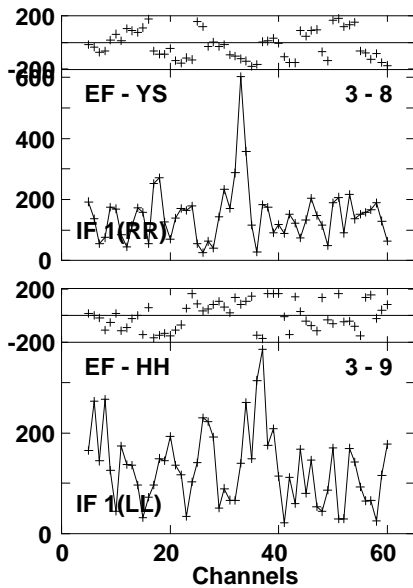 200
-200
600
EF - YS
3 - 8
400
200
IF 1(RR)
0
200
-200
EF - HH
3 - 9
200
IF 1(LL)
0
0
20
40
60
Channels